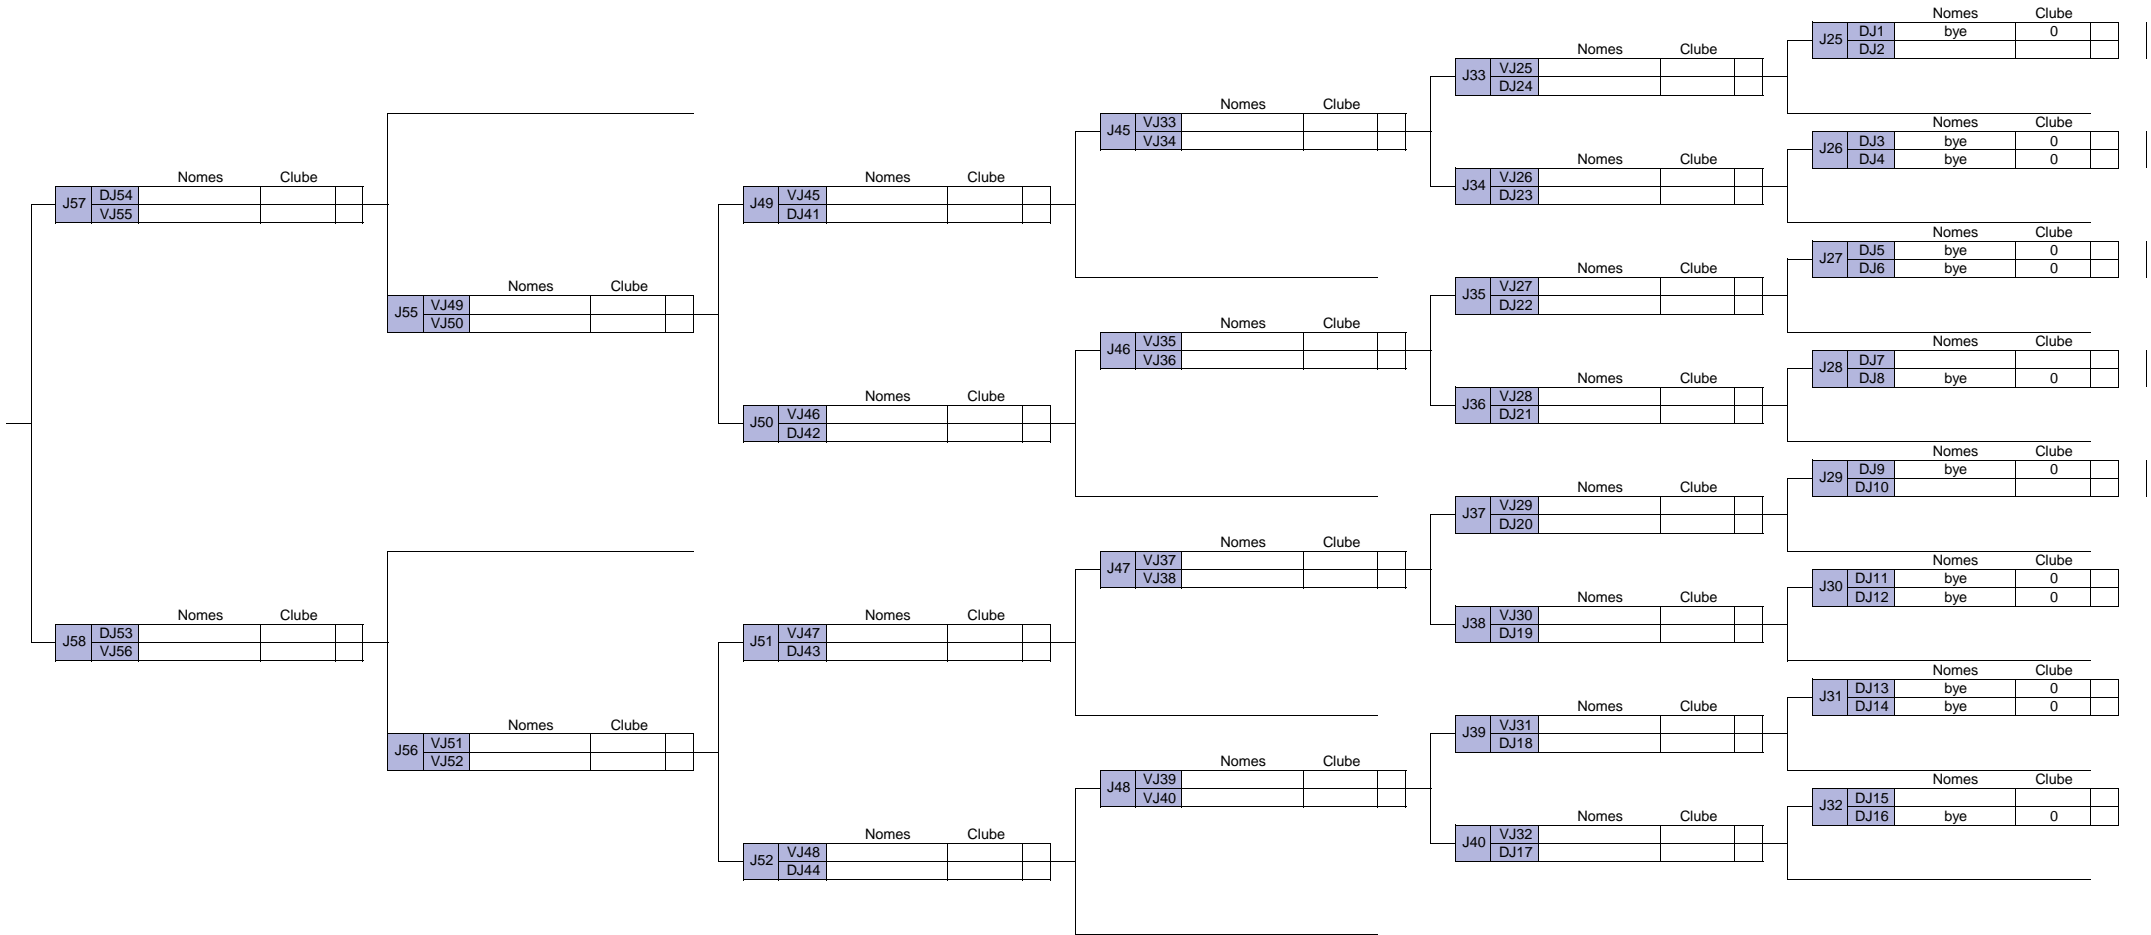 Nomes Clube
J25 DJ1 bye 0
DJ2
Nomes Clube
J33 VJ25
DJ24
Nomes Clube
J45 VJ33
VJ34
Nomes Clube
J26 DJ3 bye 0
DJ4 bye 0
Nomes Clube
J34 VJ26
DJ23
Nomes Clube
J57 DJ54
VJ55
Nomes Clube
J49 VJ45
DJ41
Nomes Clube
J27 DJ5 bye 0
DJ6 bye 0
Nomes Clube
J35 VJ27
DJ22
Nomes Clube
J55 VJ49
VJ50
Nomes Clube
J46 VJ35
VJ36
Nomes Clube
J28 DJ7
DJ8 bye 0
Nomes Clube
J36 VJ28
DJ21
Nomes Clube
J50 VJ46
DJ42
Nomes Clube
J29 DJ9 bye 0
DJ10
Nomes Clube
J37 VJ29
DJ20
Nomes Clube
J47 VJ37
VJ38
Nomes Clube
J30 DJ11 bye 0
DJ12 bye 0
Nomes Clube
J38 VJ30
DJ19
Nomes Clube
J58 DJ53
VJ56
Nomes Clube
J51 VJ47
DJ43
Nomes Clube
J31 DJ13 bye 0
DJ14 bye 0
Nomes Clube
J39 VJ31
DJ18
Nomes Clube
J56 VJ51
VJ52
Nomes Clube
J48 VJ39
VJ40
Nomes Clube
J32 DJ15
DJ16 bye 0
Nomes Clube
J40 VJ32
DJ17
Nomes Clube
J52 VJ48
DJ44